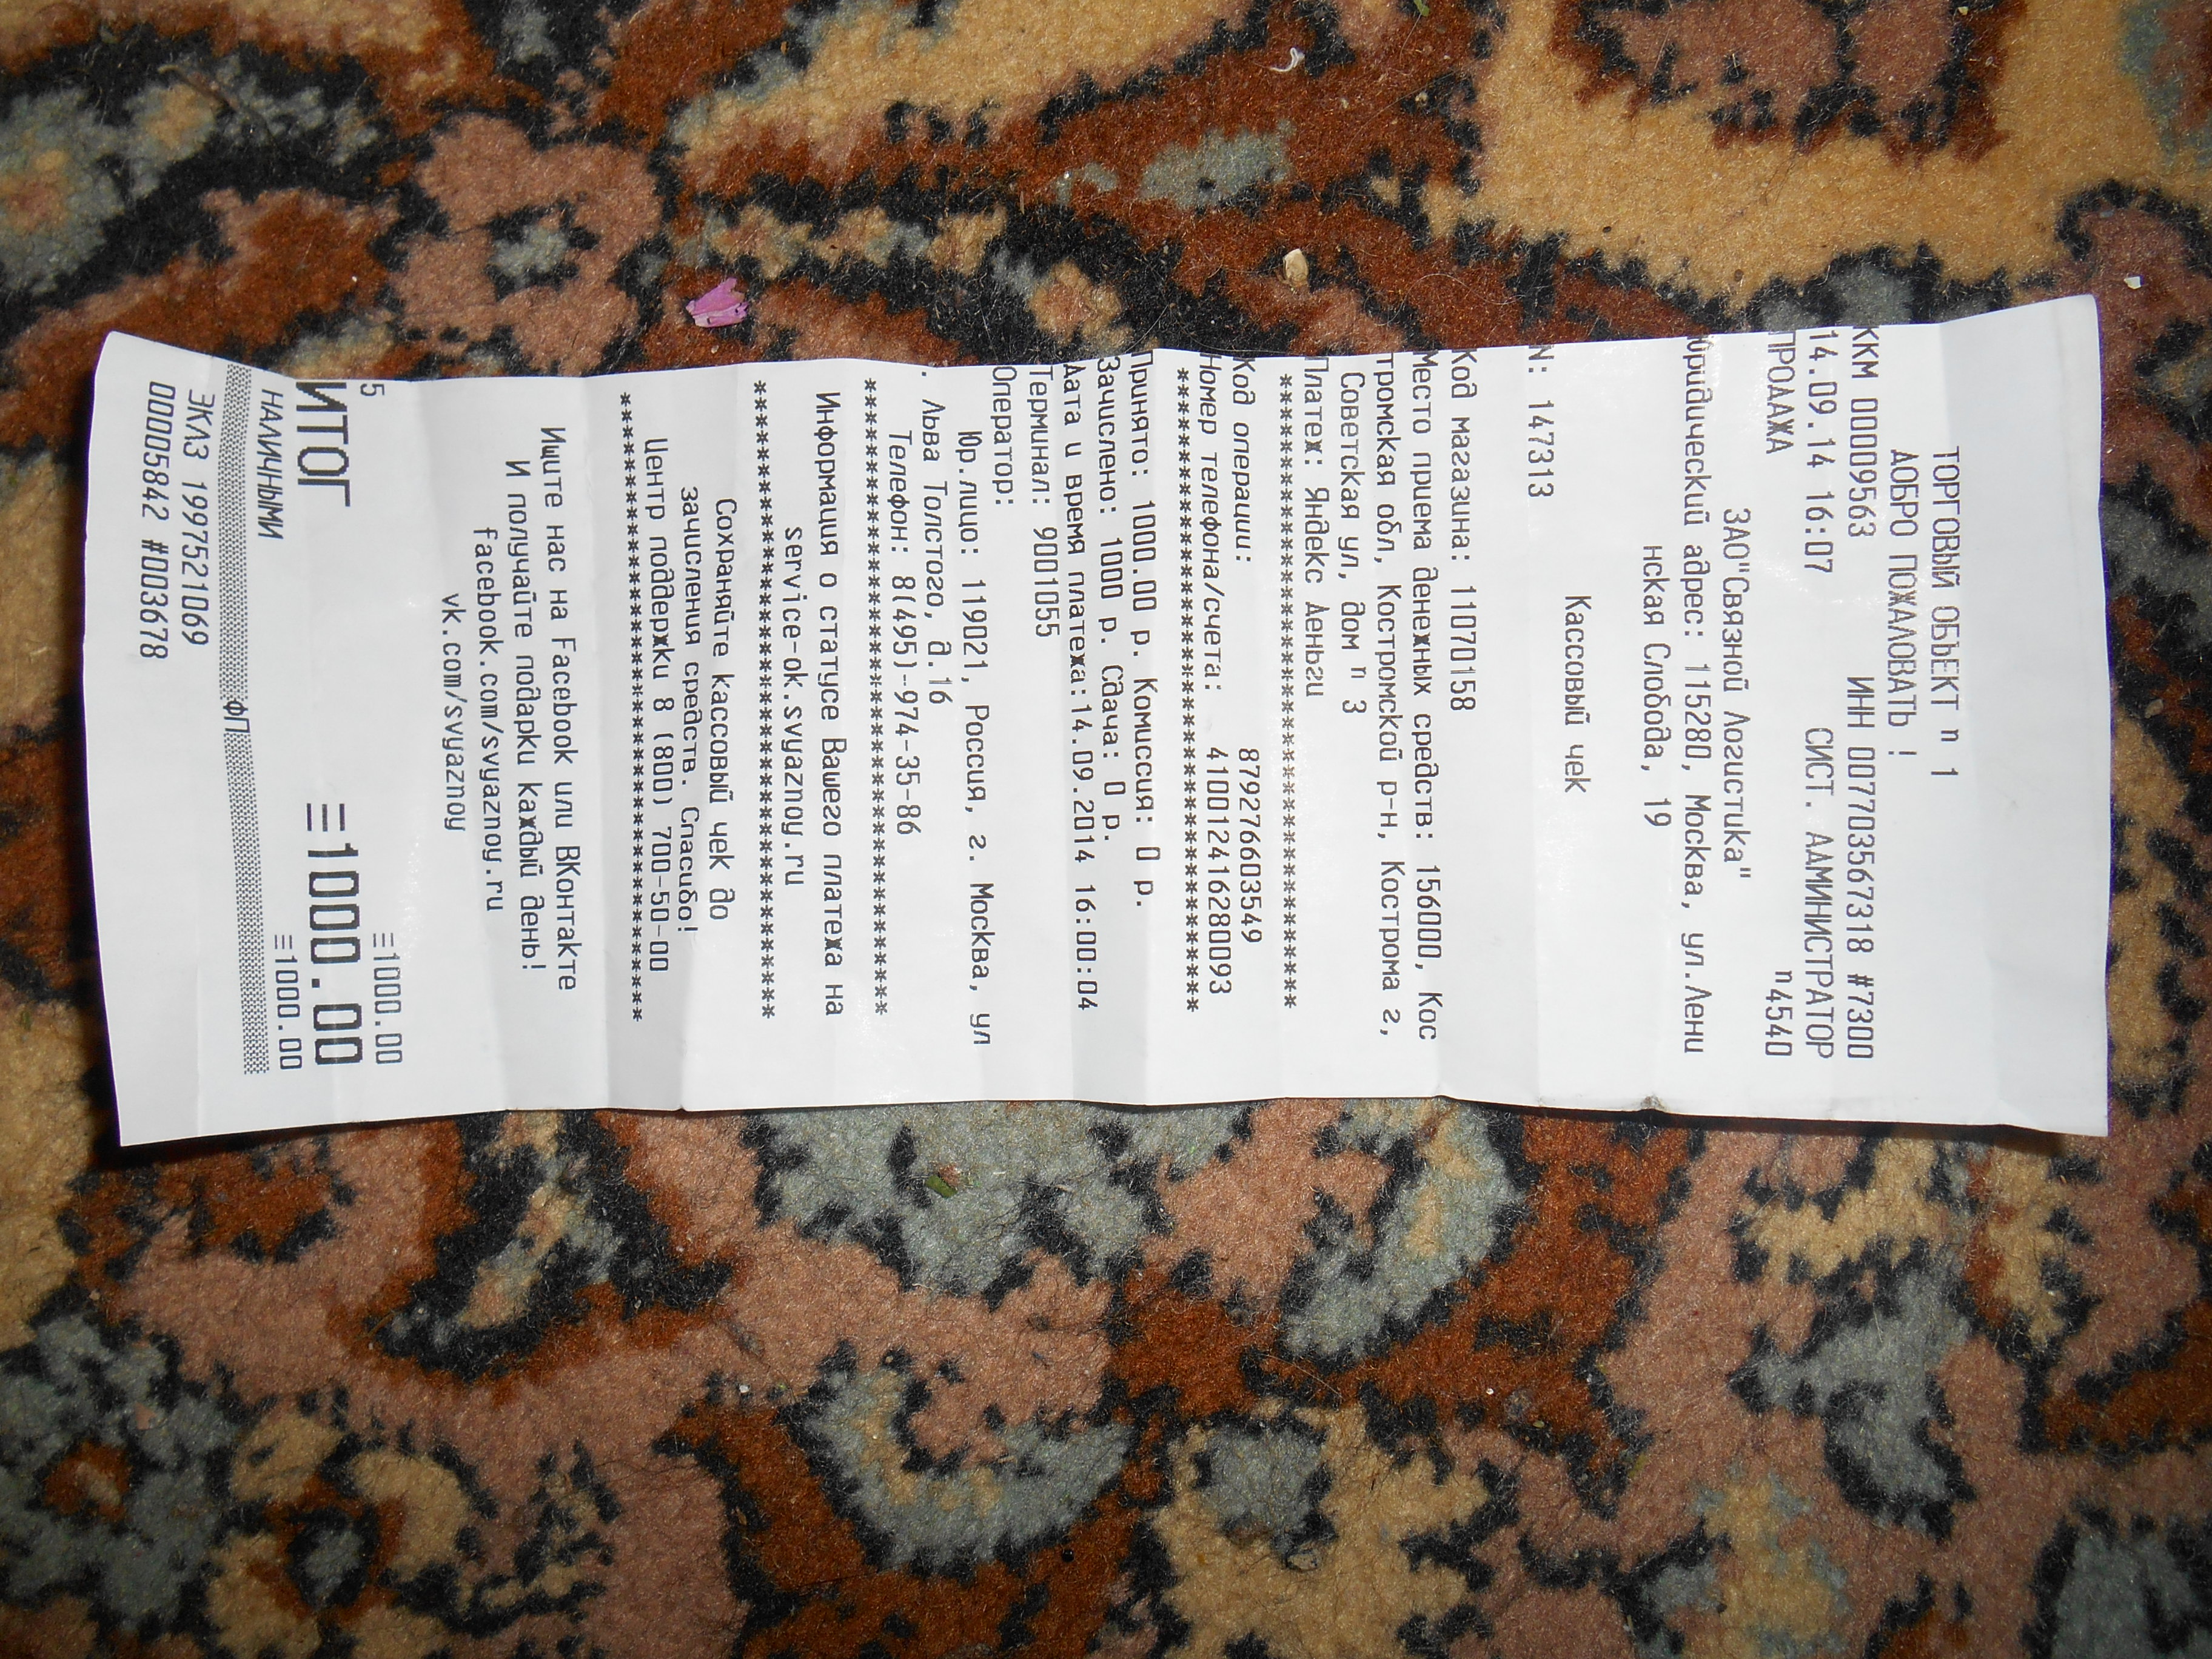 ТОРГОВЫЙ ОБЪЕКТ n 1
ДОБРО ПОЖАЛОВАТЬ !
ККМ 00009563 ИНН 007703567318 #7300
14.09.14 16:07 СИСТ. АДМИНИСТРАТОР
ПРОДАЖА n4540
ЗАО"Связной Логистика"
Юридический адрес: 115280, Москва, ул.Лени
нская Слобода, 19
Кассовый чек
N: 147313
Код магазина: 11070158
Место приема денежных средств: 156000, Кос
тромская обл, Костромской р-н, Кострома г,
Советская ул, дом n 3
Платеж: Яндекс Деньги
******************************************
Код операции: 879276603549
Номер телефона/счета: 410012416280093
******************************************
Принято: 1000.00 р. Комиссия: 0 р.
Зачислено: 1000 р. Сдача: 0 р.
Дата и время платежа:14.09.2014 16:00:04
Терминал: 9001055
Оператор:
Юр.лицо: 119021, Россия, г. Москва, ул
. Льва Толстого, д.16
Телефон: 8(495)-974-35-86
******************************************
Информация о статусе Вашего платежа на
service-ok.svyaznoy.ru
******************************************
Сохраняйте кассовый чек до
зачисления средств. Спасибо!
Центр поддержки 8 (800) 700-50-00
******************************************
Ищите нас на Facebook или ВКонтакте
И получайте подарки каждый день!
facebook.com/svyaznoy.ru
vk.com/svyaznoy
5 ≡1000.00
ИТОГ ≡1000.00
НАЛИЧНЫМИ ≡1000.00
ФП
ЭКЛЗ 1997521069
00005842 #003678